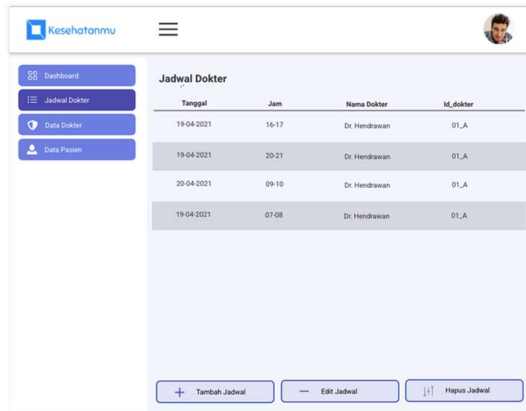 Kesehatanmu
Dashboard
Jadwal Dokter
Data Dokter
Data Pasien
Jadwal Dokter
Tanggal Jam Nama Dokter Id_dokter
19-04-2021 16-17 Dr. Hendrawan 01_A
19-04-2021 20-21 Dr. Hendrawan 01_A
20-04-2021 09-10 Dr. Hendrawan 01_A
19-04-2021 07-08 Dr. Hendrawan 01_A
Tambah Jadwal Edit Jadwal Hapus Jadwal